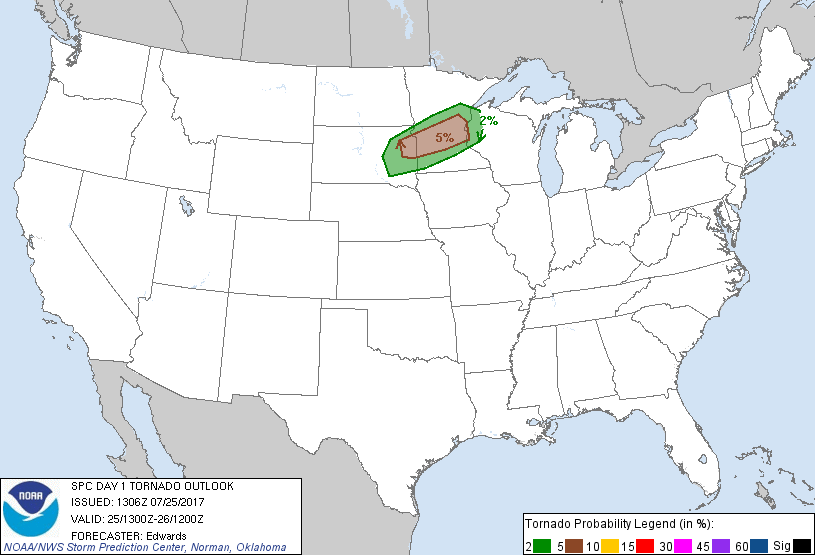 2%
5%
NOAA
SPC DAY 1 TORNADO OUTLOOK
ISSUED: 1306Z 07/25/2017
VALID: 25/1300Z-26/1200Z
FORECASTER: Edwards
NOAA/NWS Storm Prediction Center, Norman, Oklahoma
Tornado Probability Legend (in %):
2 5 10 15 30 45 60 Sig